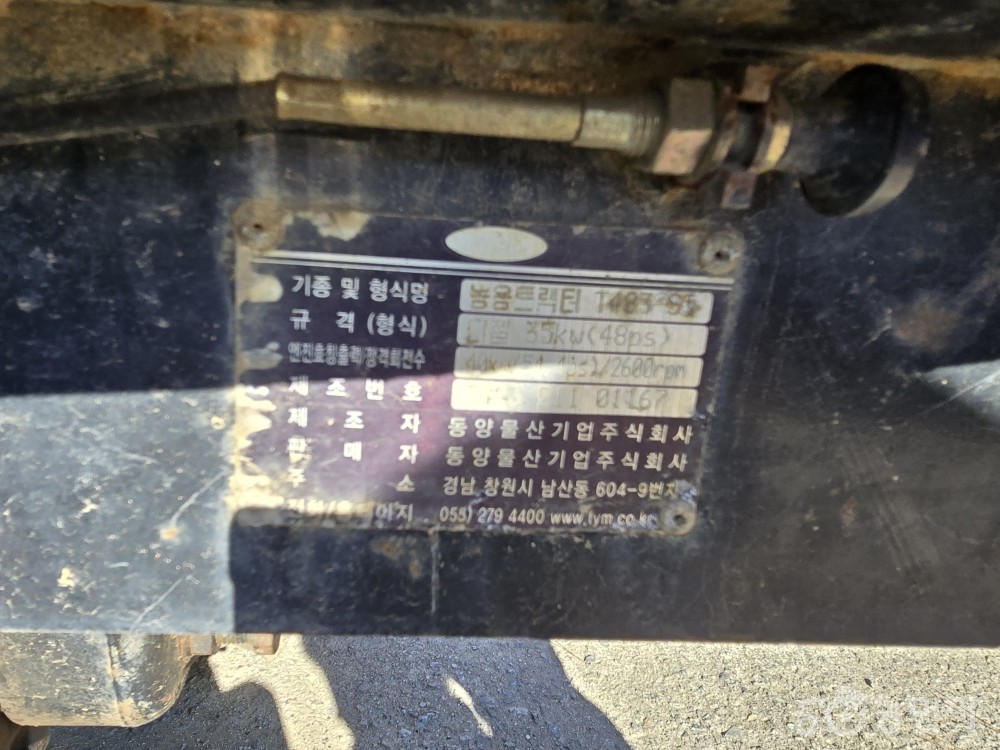 기종 및 형식명 농용트랙터
규 격 (형식) 35kw(48ps)
엔진호칭출력/정격회전수 /2600rpm
제 조 번 호 01167
제 조 자 동양물산기업주식회사
판 매 자 동양물산기업주식회사
주 소 경남 창원시 남산동 604-9번지
055) 279 4400 www.tym.co.kr